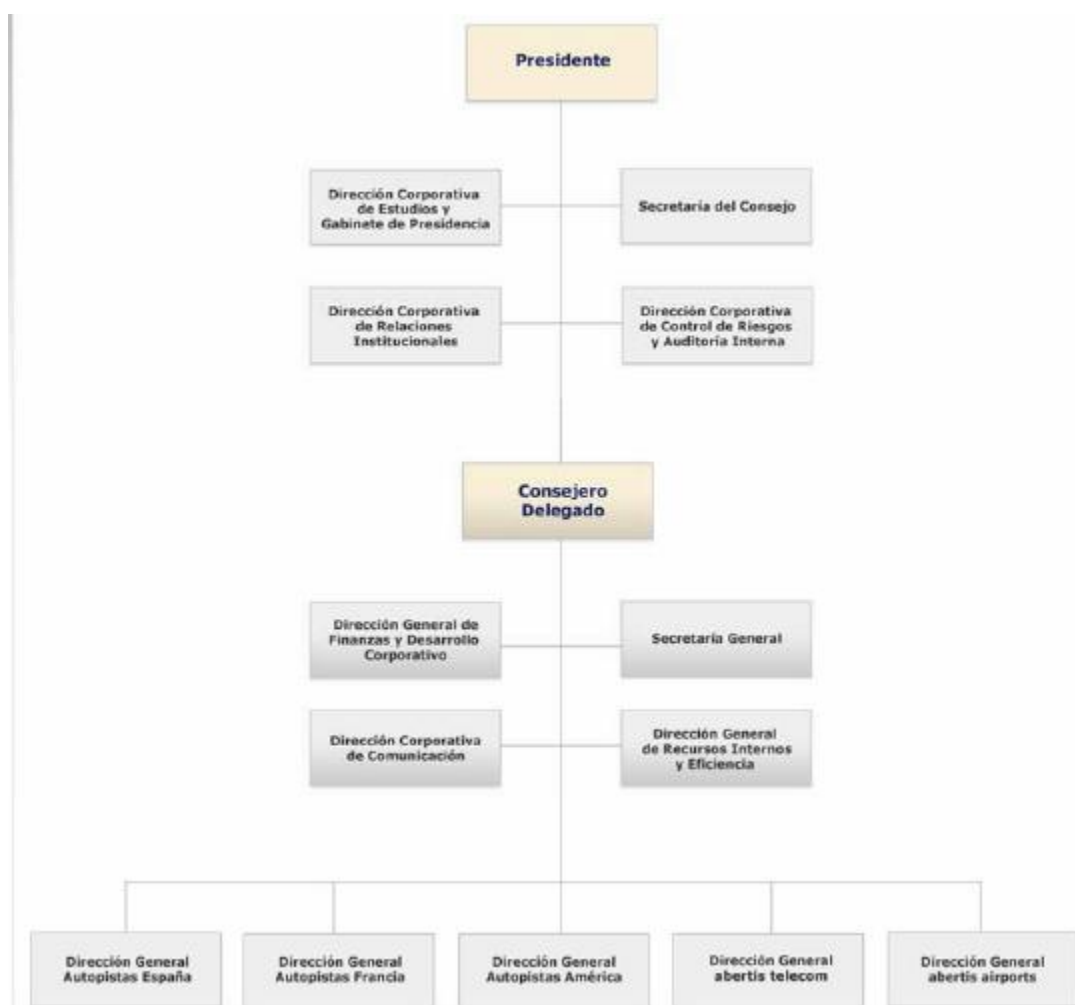 Presidente
Dirección Corporativa
de Estudios y
Gabinete de Presidencia
Secretaría del Consejo
Dirección Corporativa
de Relaciones
Institucionales
Dirección Corporativa
de Control de Riesgos
y Auditoría Interna
Consejero
Delegado
Dirección General de
Finanzas y Desarrollo
Corporativo
Secretaría General
Dirección Corporativa
de Comunicación
Dirección General
de Recursos Internos
y Eficiencia
Dirección General
Autopistas España
Dirección General
Autopistas Francia
Dirección General
Autopistas América
Dirección General
abertis telecom
Dirección General
abertis airports